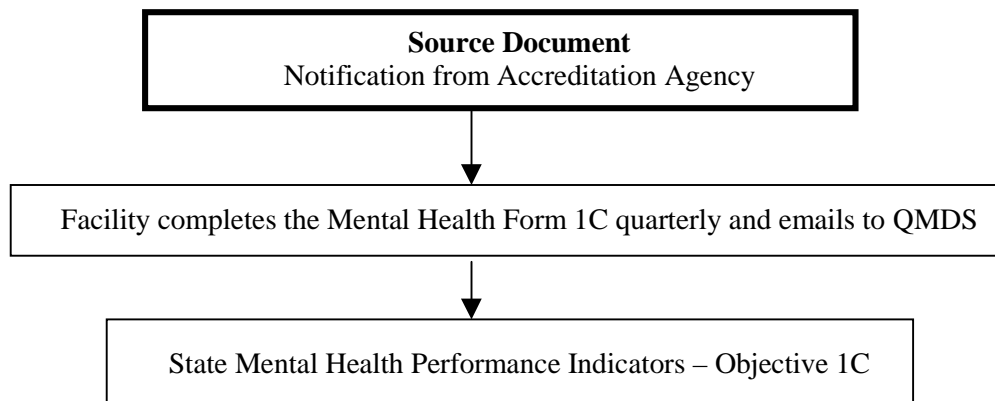 Source Document
Notification from Accreditation Agency
Facility completes the Mental Health Form 1C quarterly and emails to QMDS
State Mental Health Performance Indicators – Objective 1C